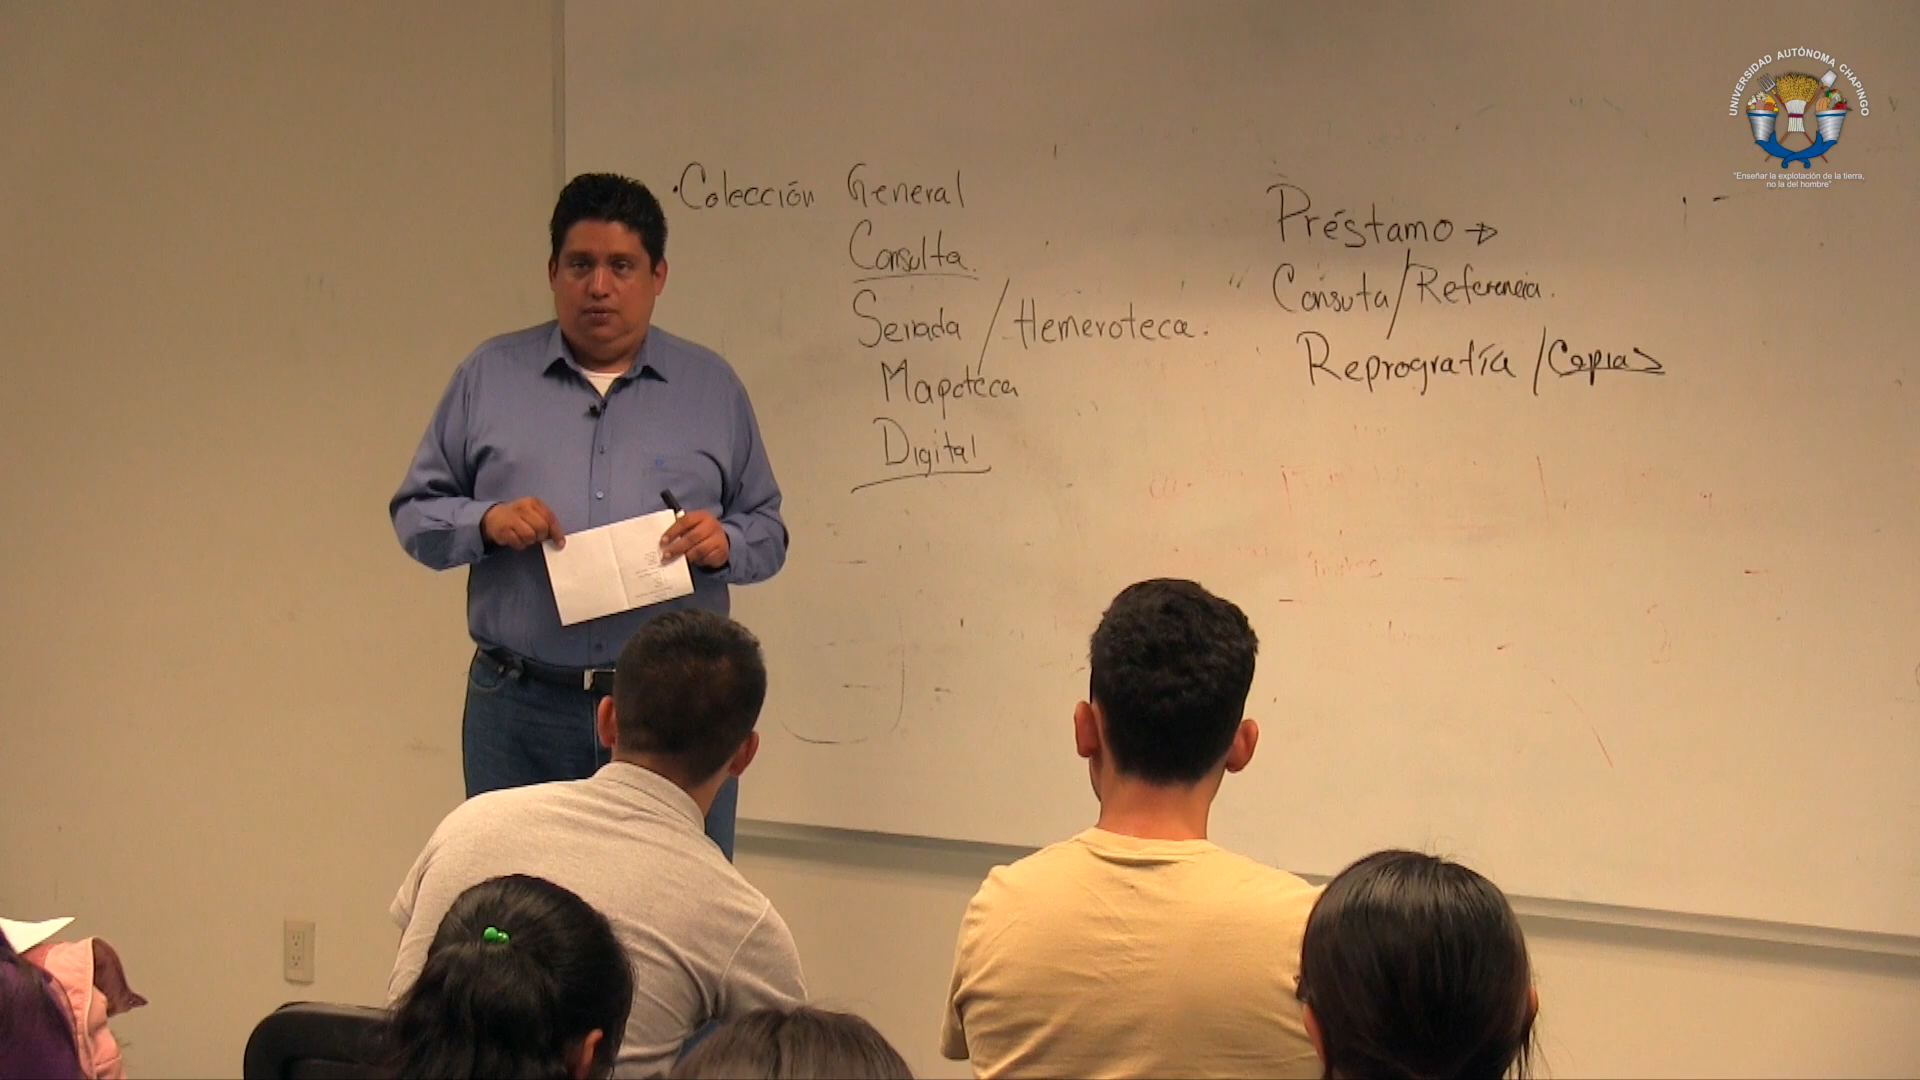 ·Colección General
Consulta.
Seriada / Hemeroteca.
Mapoteca
Digital
Préstamo →
Consuta/Referencia.
Reprografía / Copias
UNIVERSIDAD AUTÓNOMA CHAPINGO
"Enseñar la explotación de la tierra,
no la del hombre"